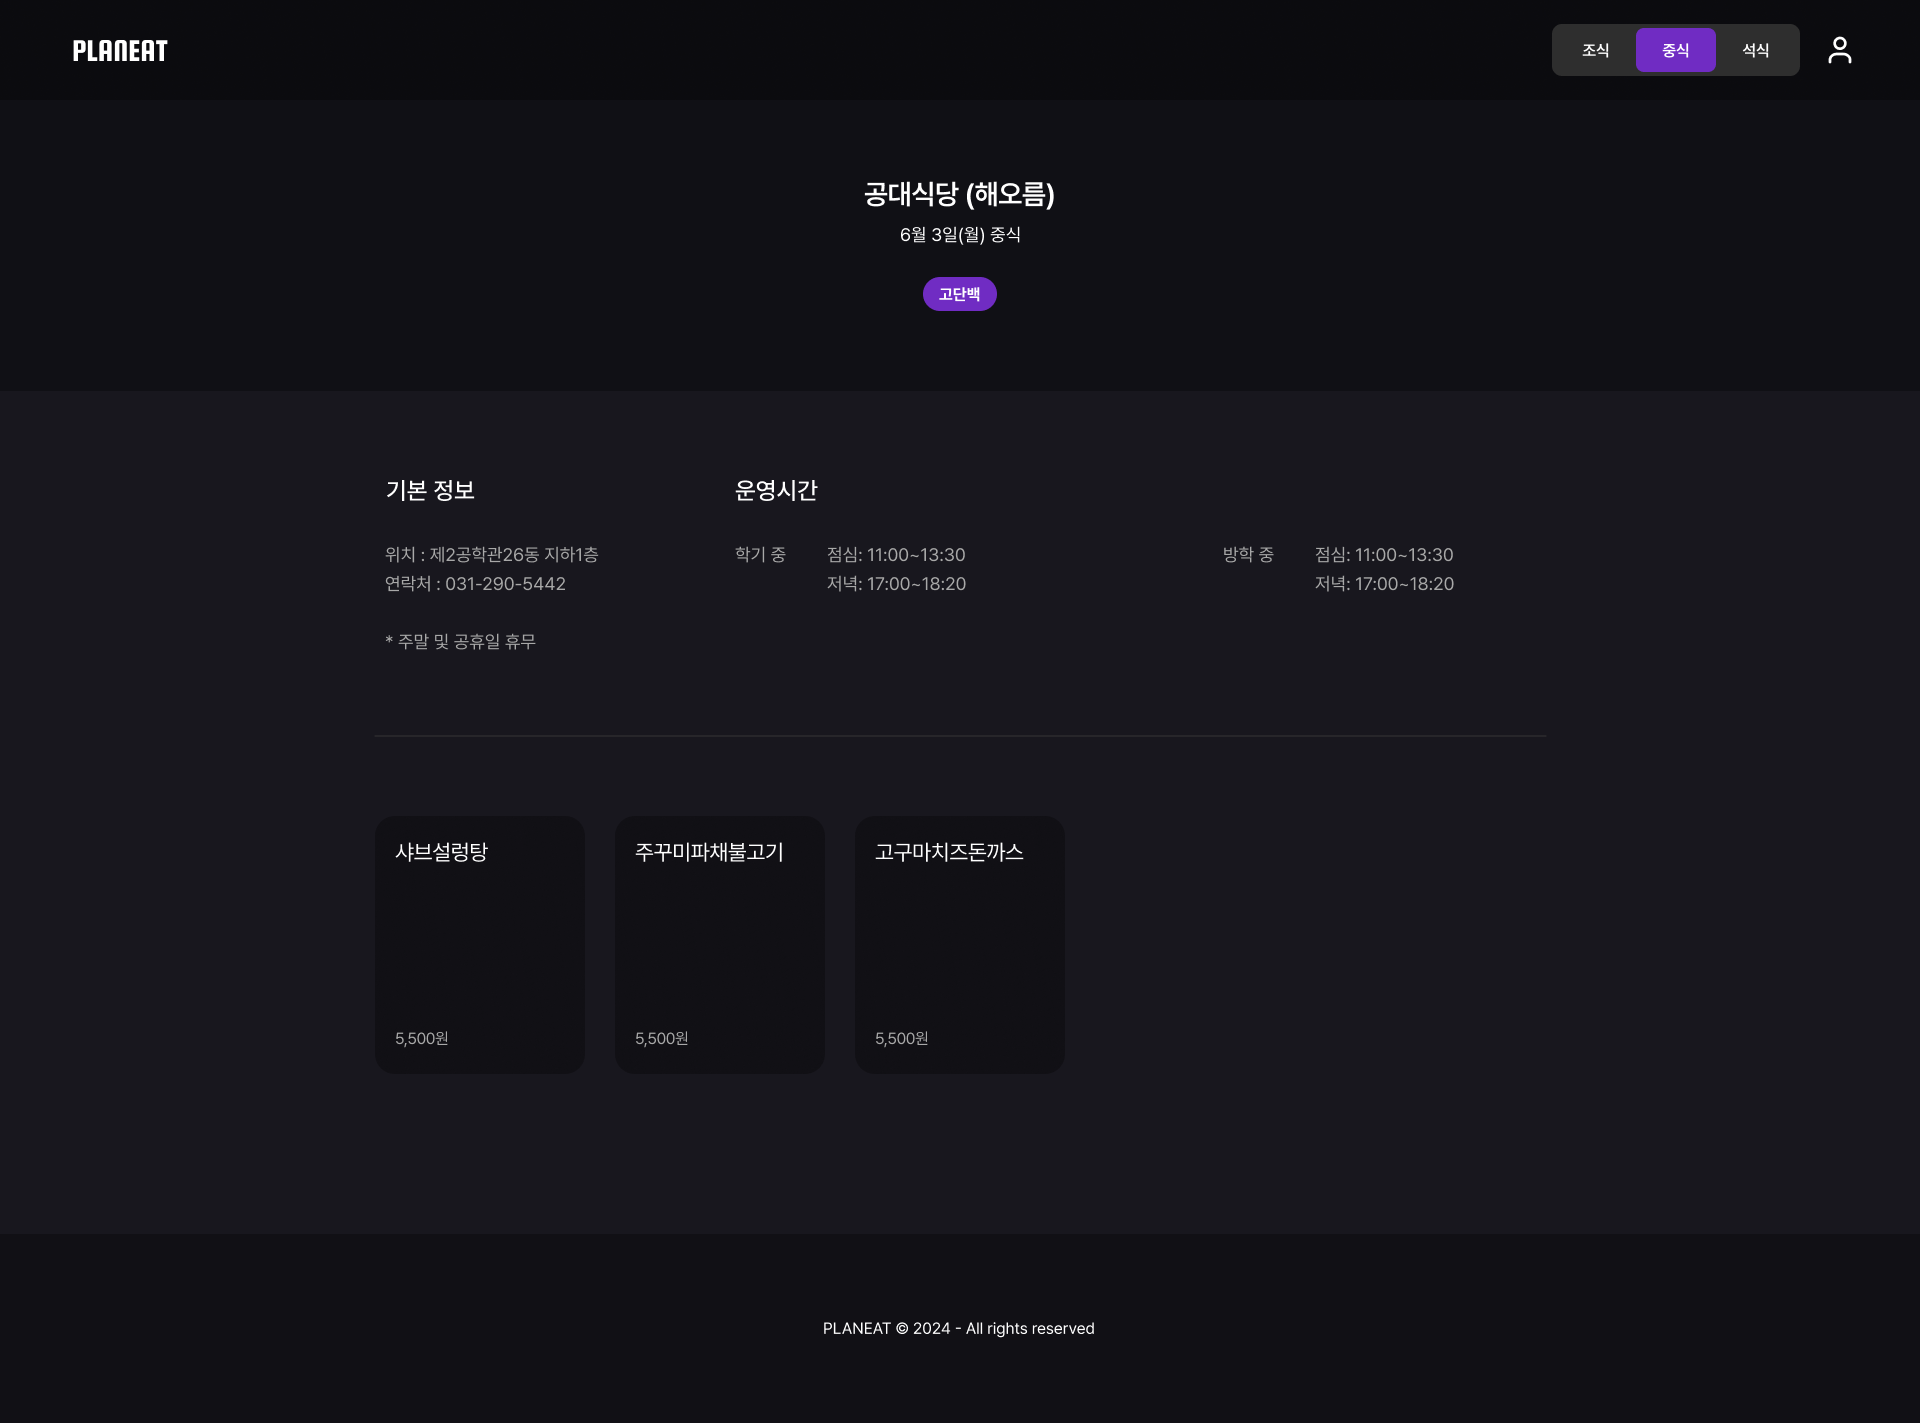 PLANEAT
조식
중식
석식
공대식당 (해오름)
6월 3일(월) 중식
고단백
기본 정보
위치 : 제2공학관26동 지하1층
연락처 : 031-290-5442
* 주말 및 공휴일 휴무
운영시간
학기 중
점심: 11:00~13:30
저녁: 17:00~18:20
방학 중
점심: 11:00~13:30
저녁: 17:00~18:20
샤브설렁탕
5,500원
주꾸미파채불고기
5,500원
고구마치즈돈까스
5,500원
PLANEAT © 2024 - All rights reserved